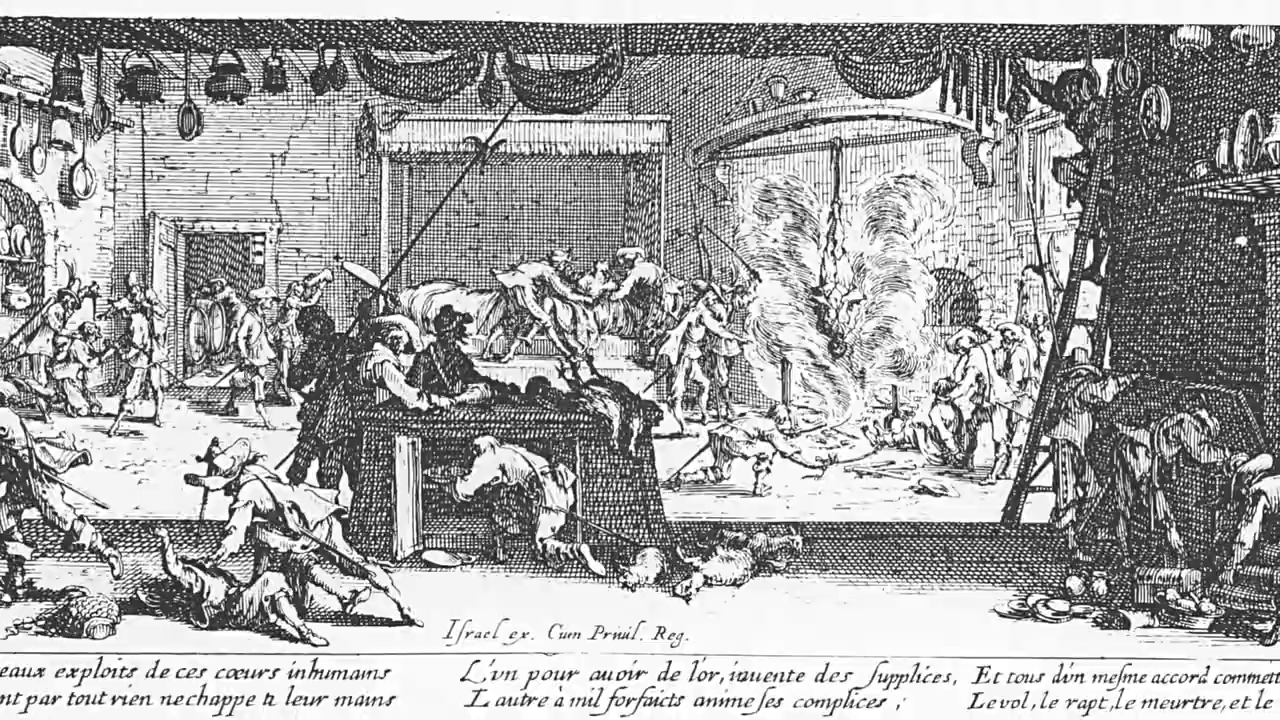 Israel ex. Cum Priuil. Reg.
eaux exploits de ces cœurs inhumains
nt par tout rien nechappe a leur mains
L'vn pour auoir de l'or, inuente des supplices,
L autre à mil forfaicts anime ses complices ;
Et tous d'vn mesme accord commett
Le vol, le rapt, le meurtre, et le